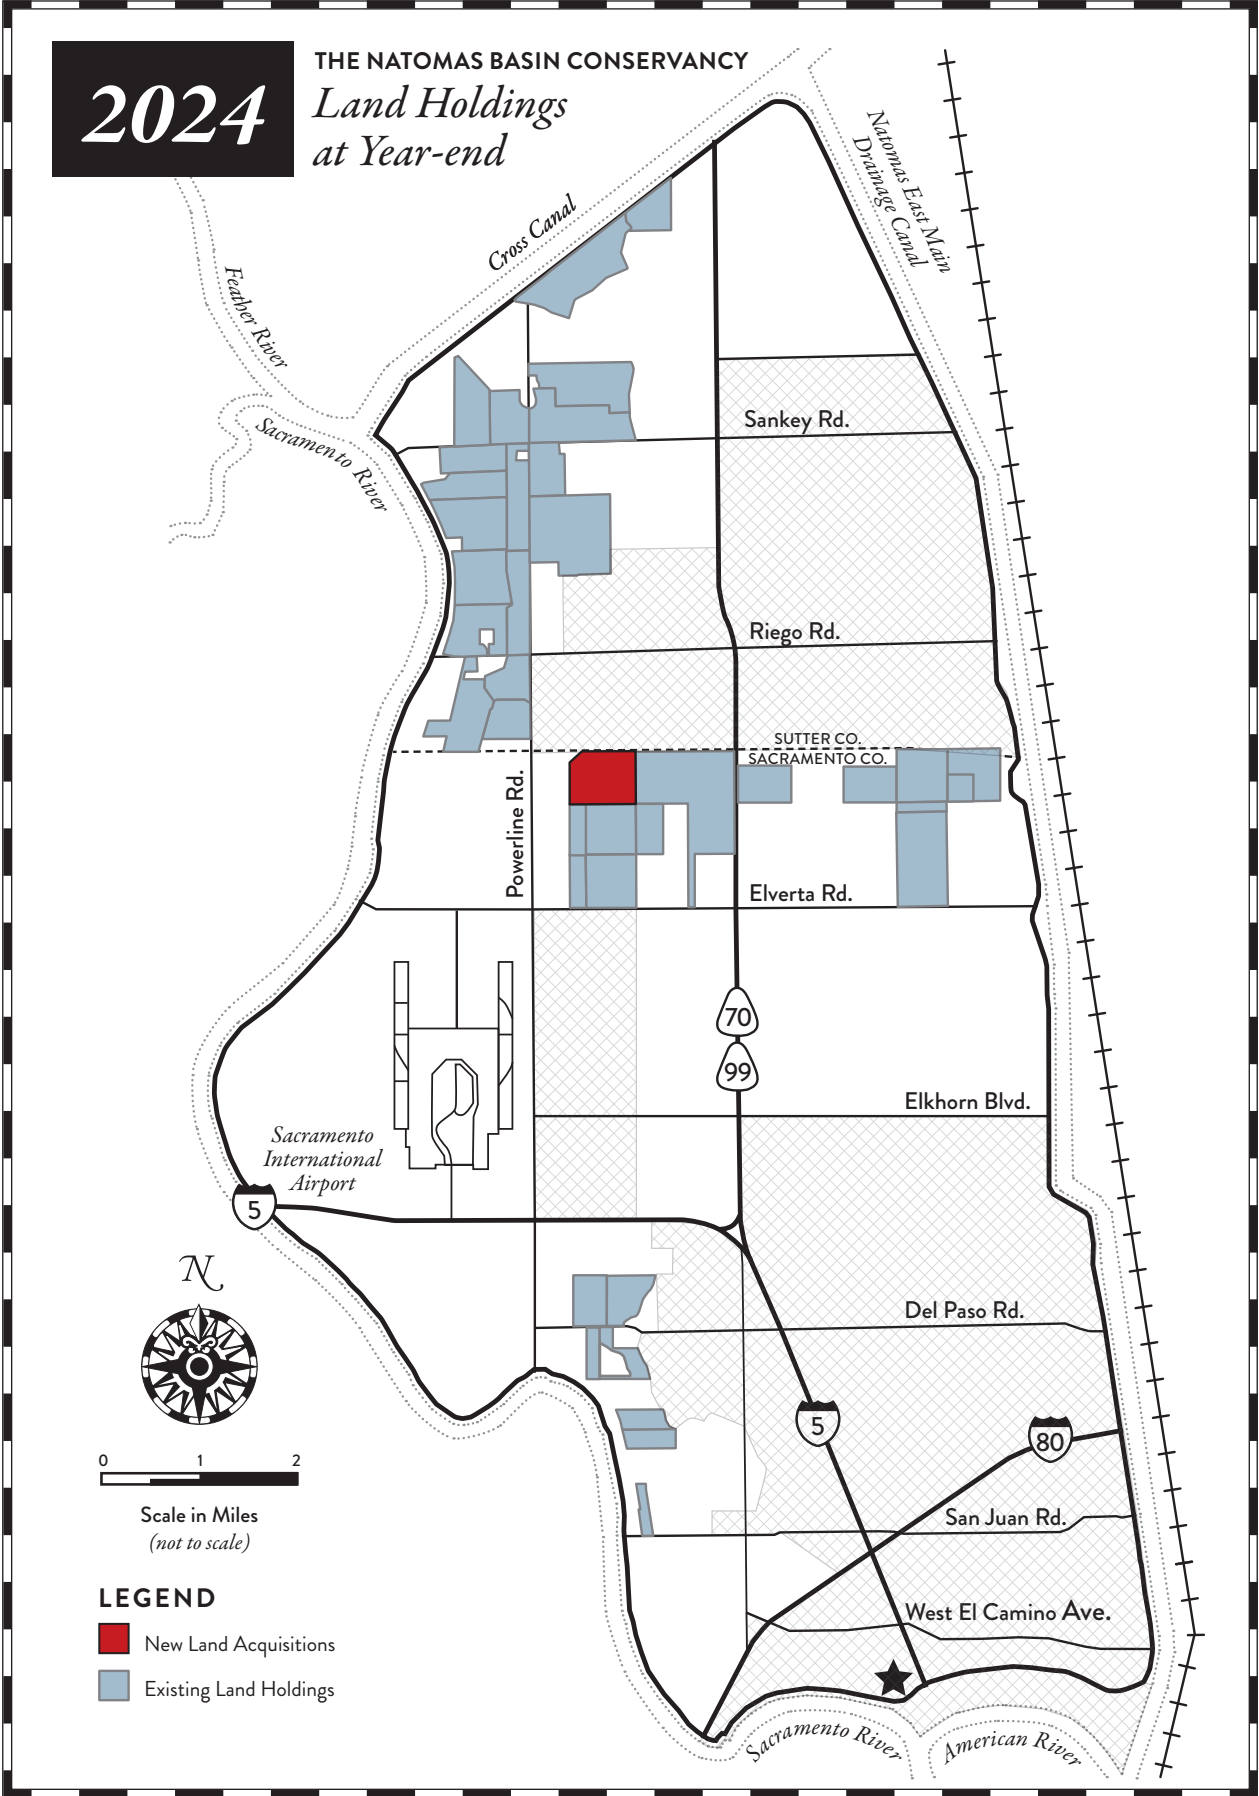 2024
THE NATOMAS BASIN CONSERVANCY
Land Holdings
at Year-end
Natomas East Main
Drainage Canal
Cross Canal
Feather River
Sacramento River
Sankey Rd.
Riego Rd.
SUTTER CO.
SACRAMENTO CO.
Powerline Rd.
Elverta Rd.
70
99
Elkhorn Blvd.
Sacramento
International
Airport
5
N
Del Paso Rd.
5
80
0 1 2
Scale in Miles
(not to scale)
San Juan Rd.
LEGEND
New Land Acquisitions
Existing Land Holdings
West El Camino Ave.
Sacramento River
American River